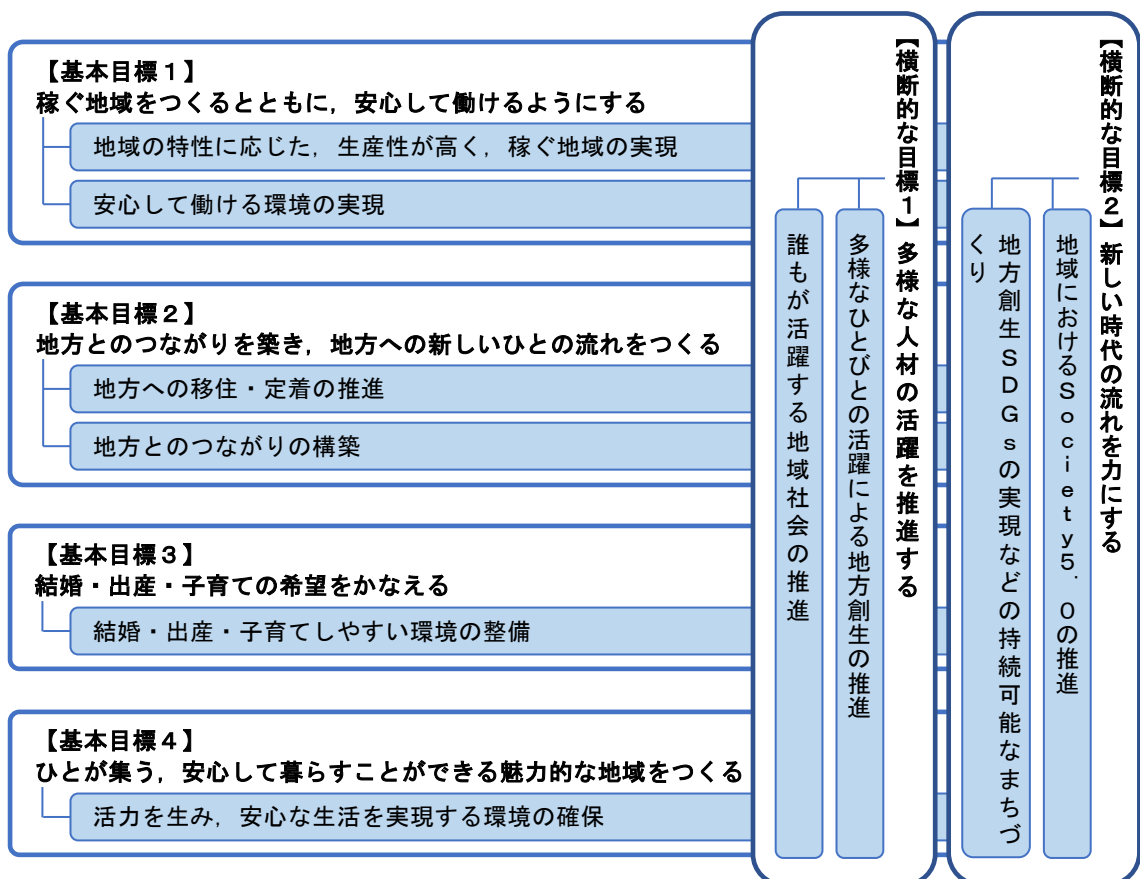 【基本目標１】
稼ぐ地域をつくるとともに，安心して働けるようにする
地域の特性に応じた，生産性が高く，稼ぐ地域の実現
安心して働ける環境の実現
【基本目標２】
地方とのつながりを築き，地方への新しいひとの流れをつくる
地方への移住・定着の推進
地方とのつながりの構築
【基本目標３】
結婚・出産・子育ての希望をかなえる
結婚・出産・子育てしやすい環境の整備
【基本目標４】
ひとが集う，安心して暮らすことができる魅力的な地域をつくる
活力を生み，安心な生活を実現する環境の確保
【横断的な目標１】多様な人材の活躍を推進する
多様なひとびとの活躍による地方創生の推進
誰もが活躍する地域社会の推進
【横断的な目標２】新しい時代の流れを力にする
地域におけるＳｏｃｉｅｔｙ５．０の推進
地方創生ＳＤＧｓの実現などの持続可能なまちづ
くり